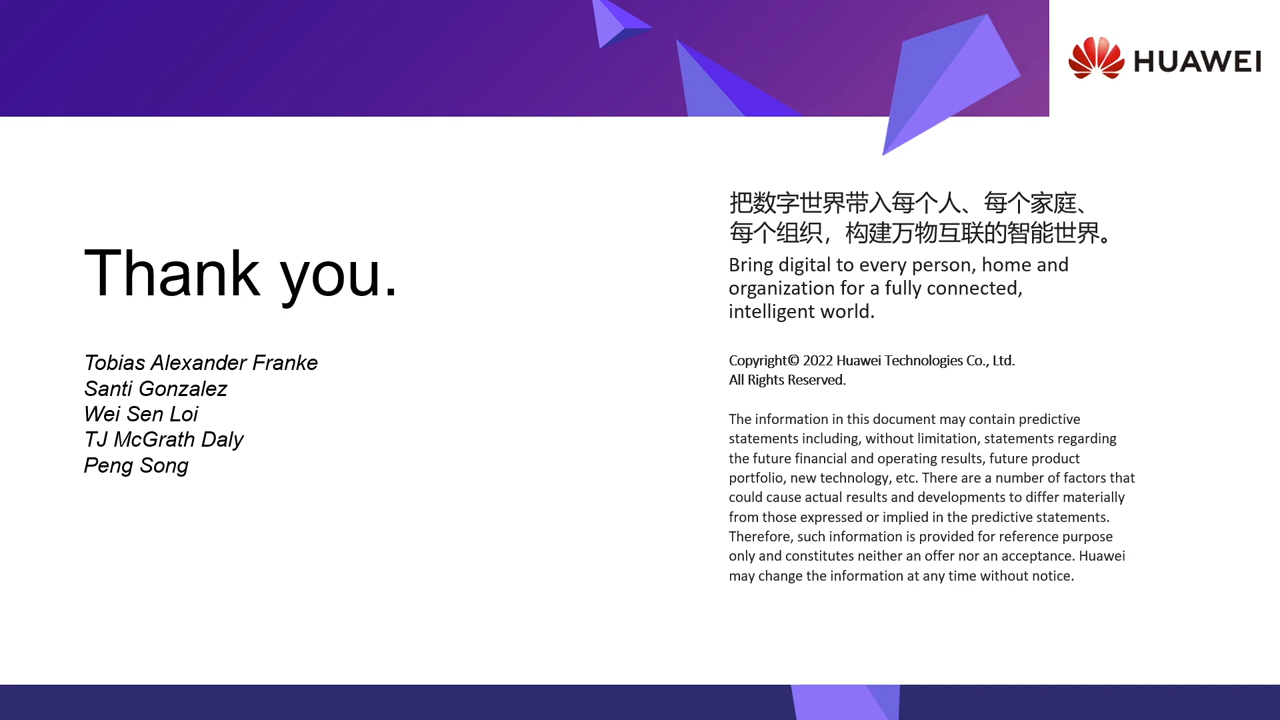 HUAWEI
Thank you.
Tobias Alexander Franke
Santi Gonzalez
Wei Sen Loi
TJ McGrath Daly
Peng Song
把数字世界带入每个人、每个家庭、
每个组织，构建万物互联的智能世界。
Bring digital to every person, home and
organization for a fully connected,
intelligent world.
Copyright© 2022 Huawei Technologies Co., Ltd.
All Rights Reserved.
The information in this document may contain predictive
statements including, without limitation, statements regarding
the future financial and operating results, future product
portfolio, new technology, etc. There are a number of factors that
could cause actual results and developments to differ materially
from those expressed or implied in the predictive statements.
Therefore, such information is provided for reference purpose
only and constitutes neither an offer nor an acceptance. Huawei
may change the information at any time without notice.